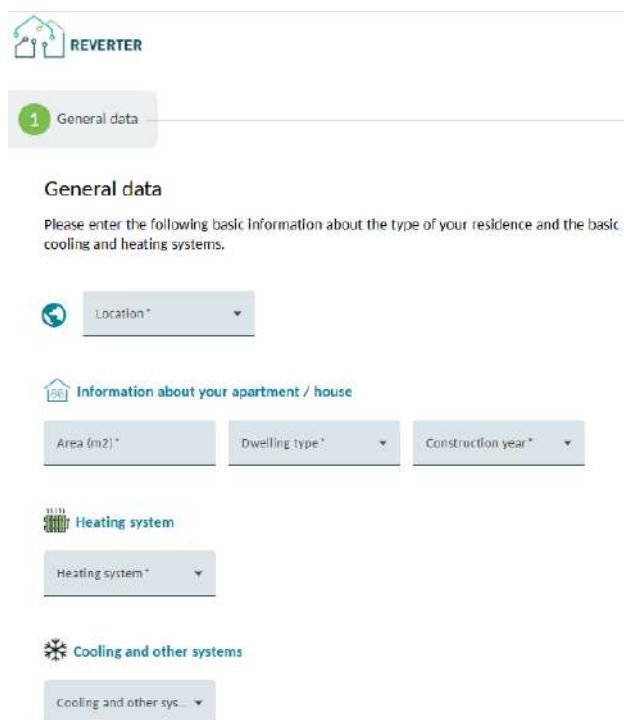 REVERTER
1 General data
General data
Please enter the following basic information about the type of your residence and the basic
cooling and heating systems.
Location *
Information about your apartment / house
Area (m2) * Dwelling type * Construction year *
Heating system
Heating system *
Cooling and other systems
Cooling and other sys...